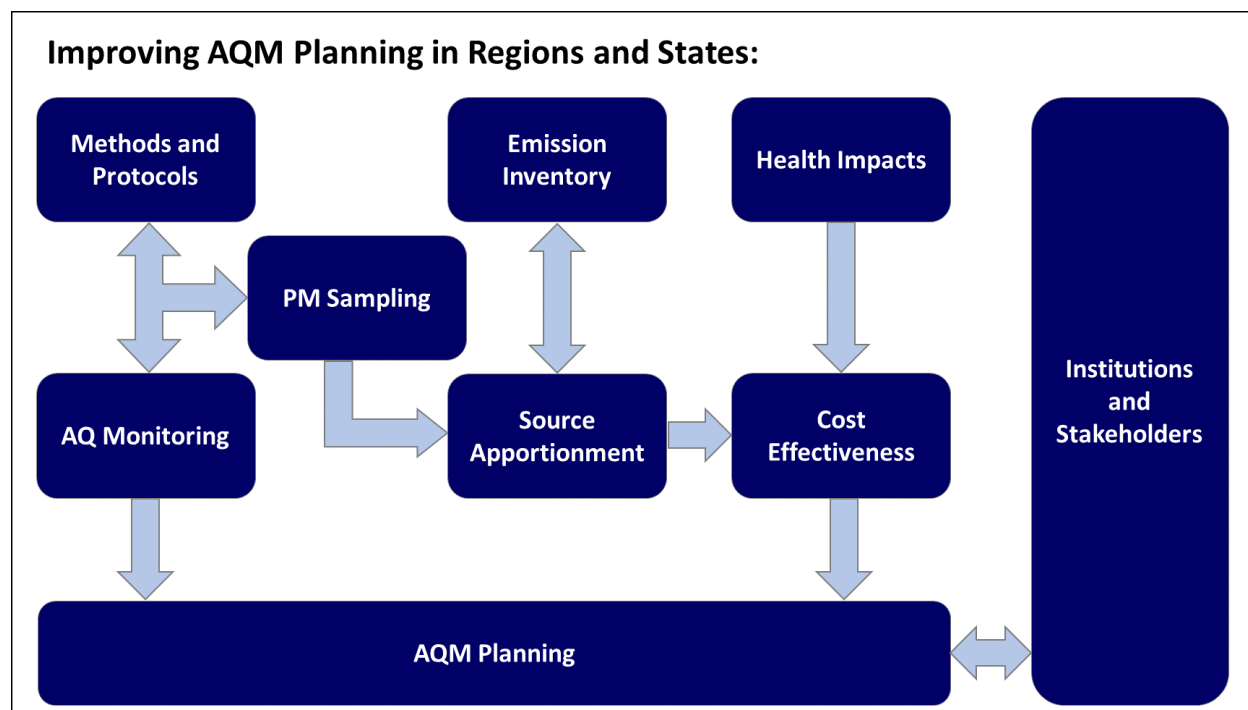 Improving AQM Planning in Regions and States:
Methods and
Protocols
Emission
Inventory
Health Impacts
PM Sampling
AQ Monitoring
Source
Apportionment
Cost
Effectiveness
Institutions
and
Stakeholders
AQM Planning